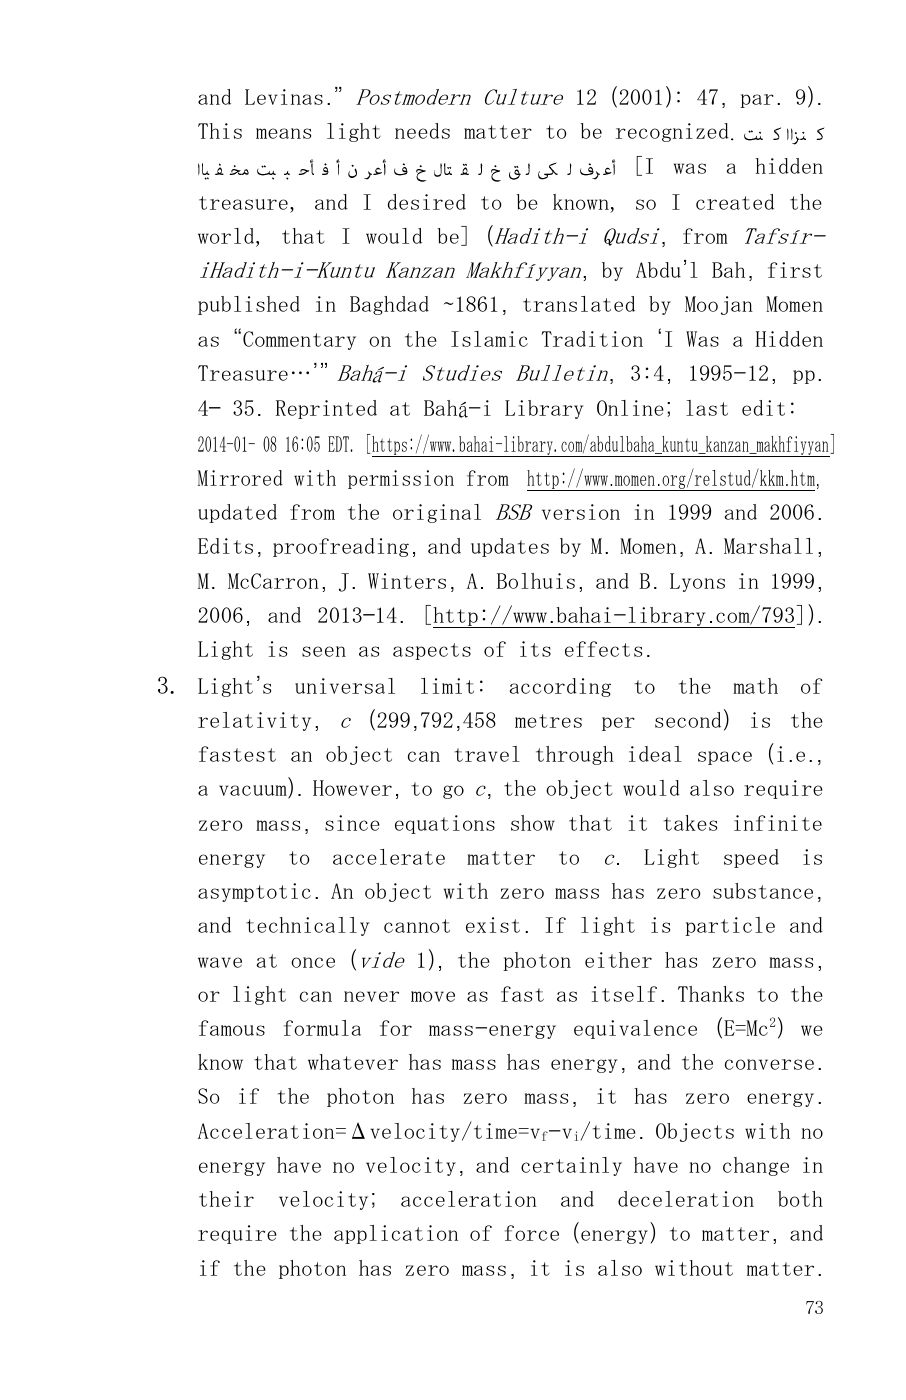 and Levinas.” Postmodern Culture 12 (2001): 47, par. 9).
This means light needs matter to be recognized. كنزاا كنت
مخفياا فأحببت أن أعرف خلقتال خلق لكى أعرف [I was a hidden
treasure, and I desired to be known, so I created the
world, that I would be] (Hadith-i Qudsi, from Tafsír-
iHadith-i-Kuntu Kanzan Makhfíyyan, by Abdu’l Bah, first
published in Baghdad ~1861, translated by Moojan Momen
as “Commentary on the Islamic Tradition ‘I Was a Hidden
Treasure…’” Bahá-i Studies Bulletin, 3:4, 1995-12, pp.
4- 35. Reprinted at Bahá-i Library Online; last edit:
2014-01- 08 16:05 EDT. [https://www.bahai-library.com/abdulbaha_kuntu_kanzan_makhfiyyan]
Mirrored with permission from http://www.momen.org/relstud/kkm.htm,
updated from the original BSB version in 1999 and 2006.
Edits, proofreading, and updates by M. Momen, A. Marshall,
M. McCarron, J. Winters, A. Bolhuis, and B. Lyons in 1999,
2006, and 2013-14. [http://www.bahai-library.com/793]).
Light is seen as aspects of its effects.
3. Light’s universal limit: according to the math of
relativity, c (299,792,458 metres per second) is the
fastest an object can travel through ideal space (i.e.,
a vacuum). However, to go c, the object would also require
zero mass, since equations show that it takes infinite
energy to accelerate matter to c. Light speed is
asymptotic. An object with zero mass has zero substance,
and technically cannot exist. If light is particle and
wave at once (vide 1), the photon either has zero mass,
or light can never move as fast as itself. Thanks to the
famous formula for mass-energy equivalence (E=Mc²) we
know that whatever has mass has energy, and the converse.
So if the photon has zero mass, it has zero energy.
Acceleration=Δvelocity/time=vf-vi/time. Objects with no
energy have no velocity, and certainly have no change in
their velocity; acceleration and deceleration both
require the application of force (energy) to matter, and
if the photon has zero mass, it is also without matter.
73